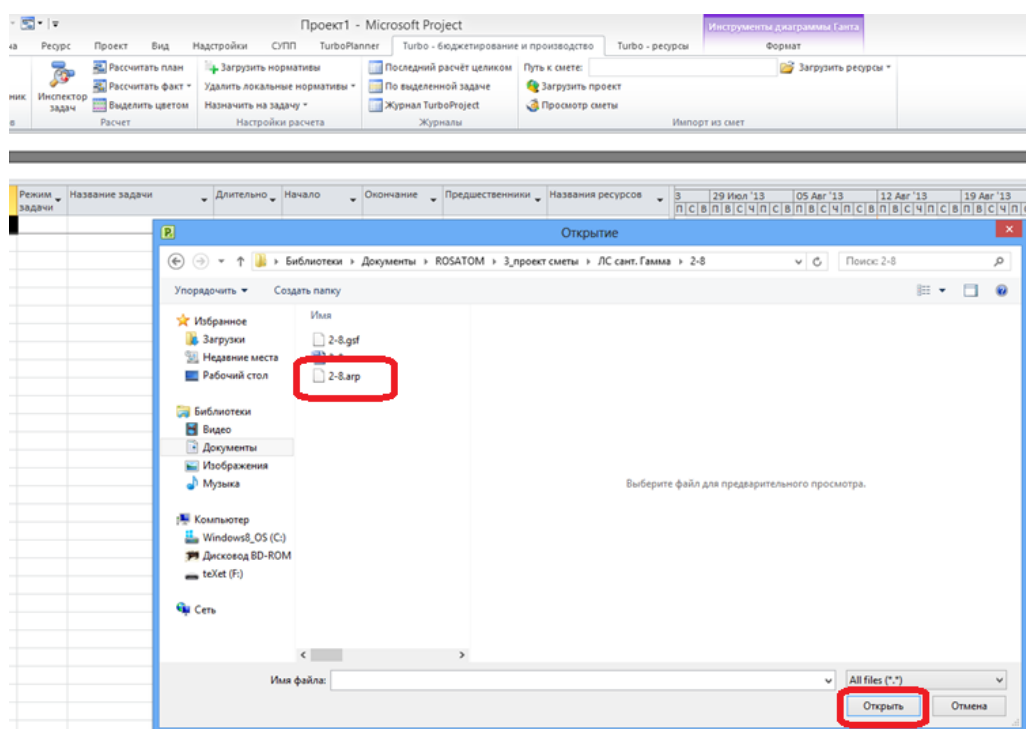 Проект1 - Microsoft Project
Инструменты диаграммы Ганта
Ресурс Проект Вид Надстройки СУПП TurboPlanner Turbo - бюджетирование и производство Turbo - ресурсы Формат
Рассчитать план Загрузить нормативы Последний расчёт целиком Путь к смете: Загрузить ресурсы
Инспектор задач Рассчитать факт Удалить локальные нормативы По выделенной задаче Загрузить проект
Выделить цветом Назначить на задачу Журнал TurboProject Просмотр сметы
Расчет Настройки расчета Журналы Импорт из смет
Режим задачи Название задачи Длительно Начало Окончание Предшественники Названия ресурсов 3 29 Июл '13 05 Авг '13 12 Авг '13 19 Авг '13
П С В П В С Ч П С В П В С Ч П С В П В С Ч П С В П В С Ч П
Открытие
Библиотеки Документы ROSATOM 3_проект сметы ЛС сант. Гамма 2-8 Поиск: 2-8
Упорядочить Создать папку
Имя
Избранное
2-8.gsf
Загрузки
Недавние места
2-8.arp
Рабочий стол
Библиотеки
Видео
Документы
Изображения
Музыка
Выберите файл для предварительного просмотра.
Компьютер
Windows8_OS (C:)
Дисковод BD-ROM
teXet (F:)
Сеть
Имя файла: All files (*.*)
Открыть Отмена